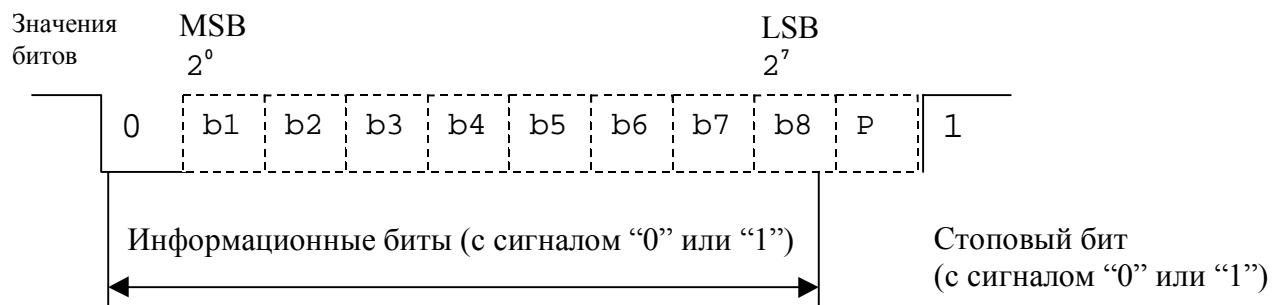 Значения битов
MSB
2⁰
LSB
2⁷
0 b1 b2 b3 b4 b5 b6 b7 b8 P 1
Информационные биты (с сигналом “0” или “1”)
Стоповый бит
(с сигналом “0” или “1”)